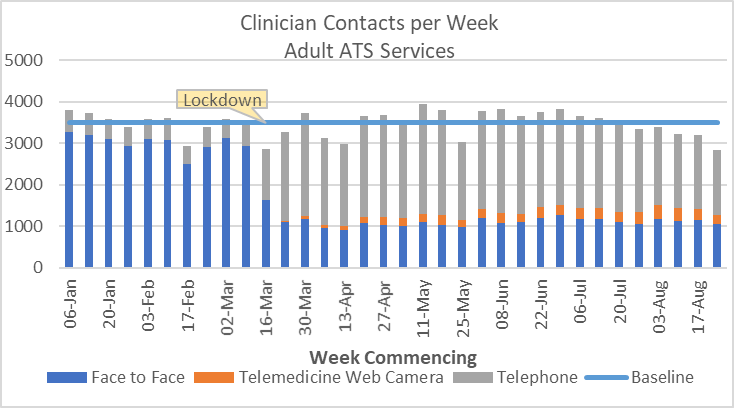 Clinician Contacts per Week
Adult ATS Services
5000
4000
3000
2000
1000
0
Lockdown
06-Jan
20-Jan
03-Feb
17-Feb
02-Mar
16-Mar
30-Mar
13-Apr
27-Apr
11-May
25-May
08-Jun
22-Jun
06-Jul
20-Jul
03-Aug
17-Aug
Week Commencing
Face to Face Telemedicine Web Camera Telephone Baseline